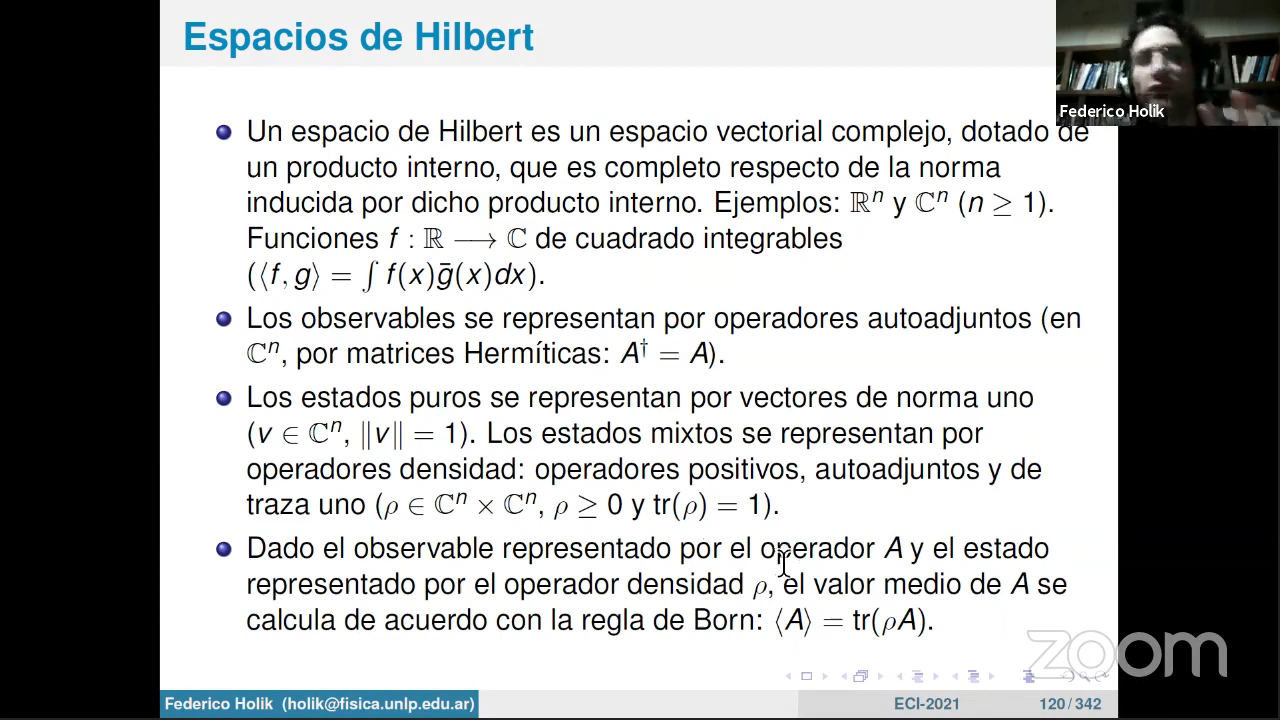 Espacios de Hilbert
Federico Holik
Un espacio de Hilbert es un espacio vectorial complejo, dotado de
un producto interno, que es completo respecto de la norma
inducida por dicho producto interno. Ejemplos: ℝⁿ y ℂⁿ (n ≥ 1).
Funciones f : ℝ ⟶ ℂ de cuadrado integrables
(⟨f, g⟩ = ∫ f(x)ḡ(x)dx).
Los observables se representan por operadores autoadjuntos (en
ℂⁿ, por matrices Hermíticas: A† = A).
Los estados puros se representan por vectores de norma uno
(v ∈ ℂⁿ, ‖v‖ = 1). Los estados mixtos se representan por
operadores densidad: operadores positivos, autoadjuntos y de
traza uno (ρ ∈ ℂⁿ × ℂⁿ, ρ ≥ 0 y tr(ρ) = 1).
Dado el observable representado por el operador A y el estado
representado por el operador densidad ρ, el valor medio de A se
calcula de acuerdo con la regla de Born: ⟨A⟩ = tr(ρA).
zoom
Federico Holik (holik@fisica.unlp.edu.ar) ECI-2021 120/342